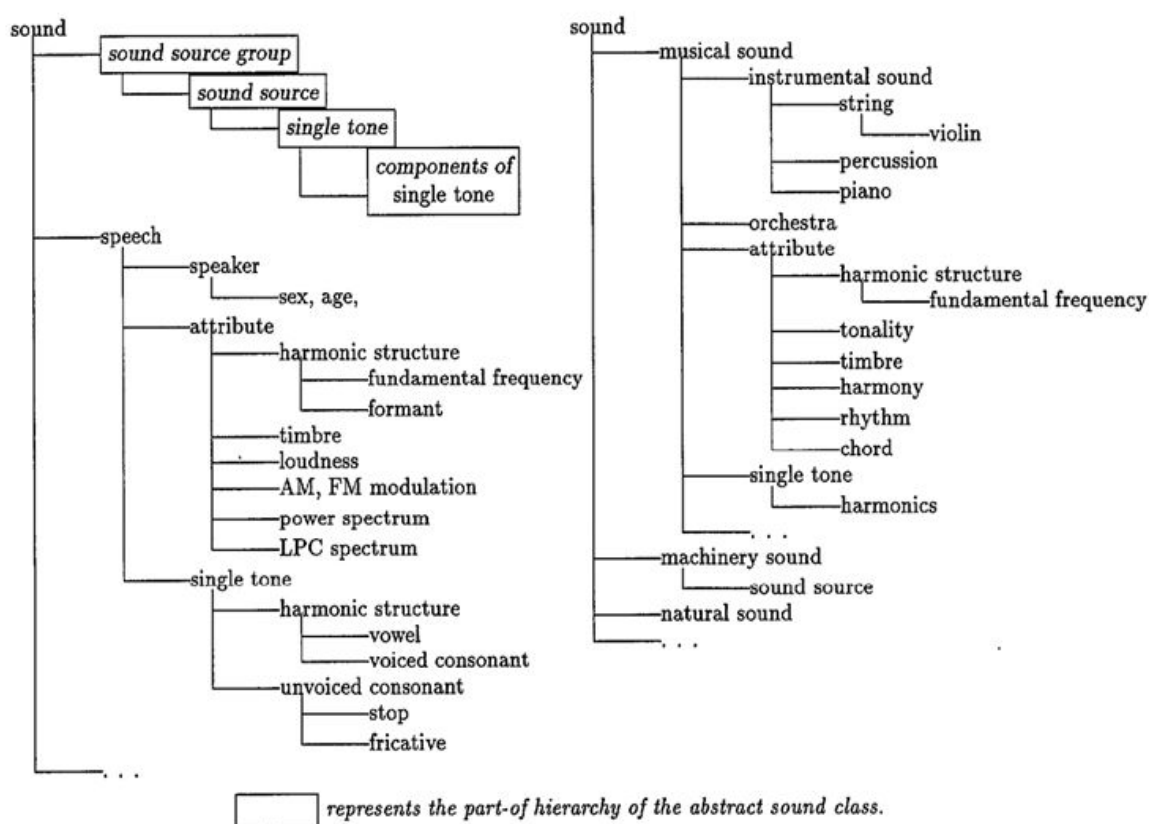 sound
sound source group
sound source
single tone
components of
single tone
speech
speaker
sex, age,
attribute
harmonic structure
fundamental frequency
formant
timbre
loudness
AM, FM modulation
power spectrum
LPC spectrum
single tone
harmonic structure
vowel
voiced consonant
unvoiced consonant
stop
fricative
. . .
sound
musical sound
instrumental sound
string
violin
percussion
piano
orchestra
attribute
harmonic structure
fundamental frequency
tonality
timbre
harmony
rhythm
chord
single tone
harmonics
. . .
machinery sound
sound source
natural sound
. . .
represents the part-of hierarchy of the abstract sound class.